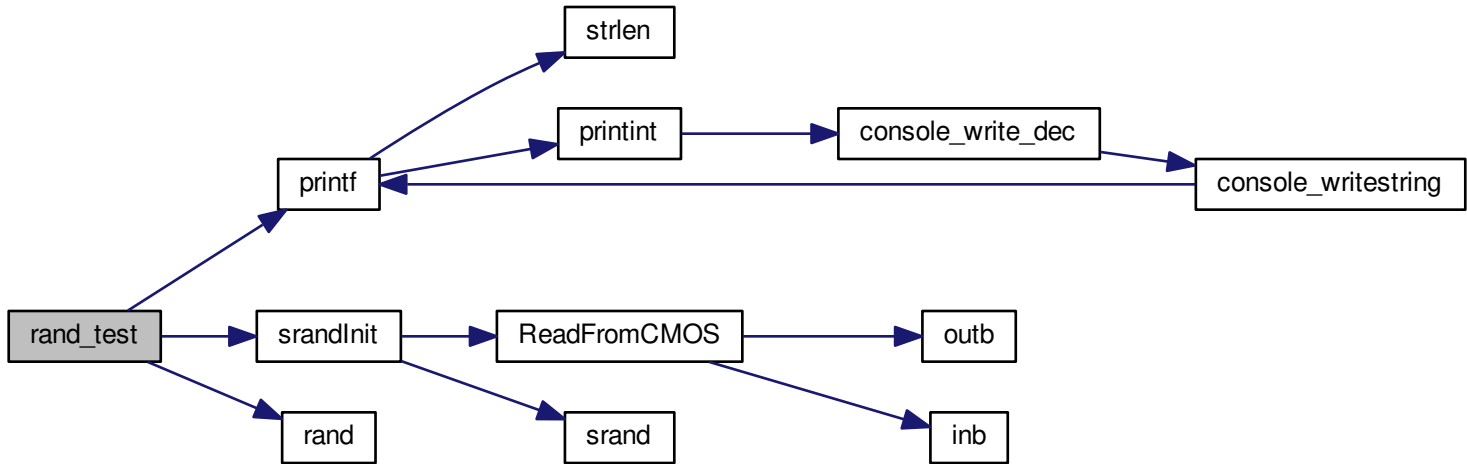 strlen
printint
console_write_dec
printf
console_writestring
rand_test
srandInit
ReadFromCMOS
outb
rand
srand
inb